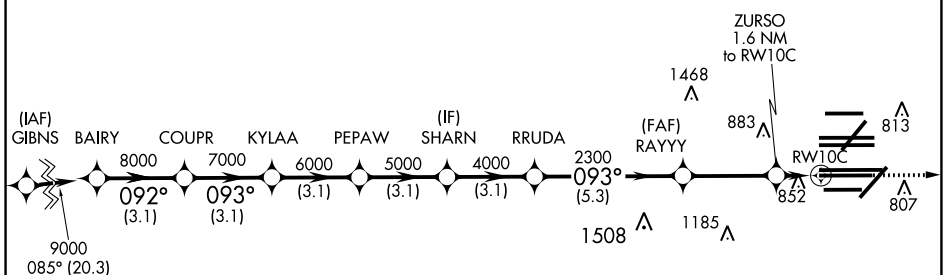 ZURSO
1.6 NM
to RW10C
1468
(IAF)
GIBNS
BAIRY
COUPR
KYLAA
PEPAW
(IF)
SHARN
RRUDA
(FAF)
RAYYY
883
813
8000
092°
(3.1)
7000
093°
(3.1)
6000
(3.1)
5000
(3.1)
4000
(3.1)
2300
093°
(5.3)
RW10C
852
807
1508
1185
9000
085° (20.3)